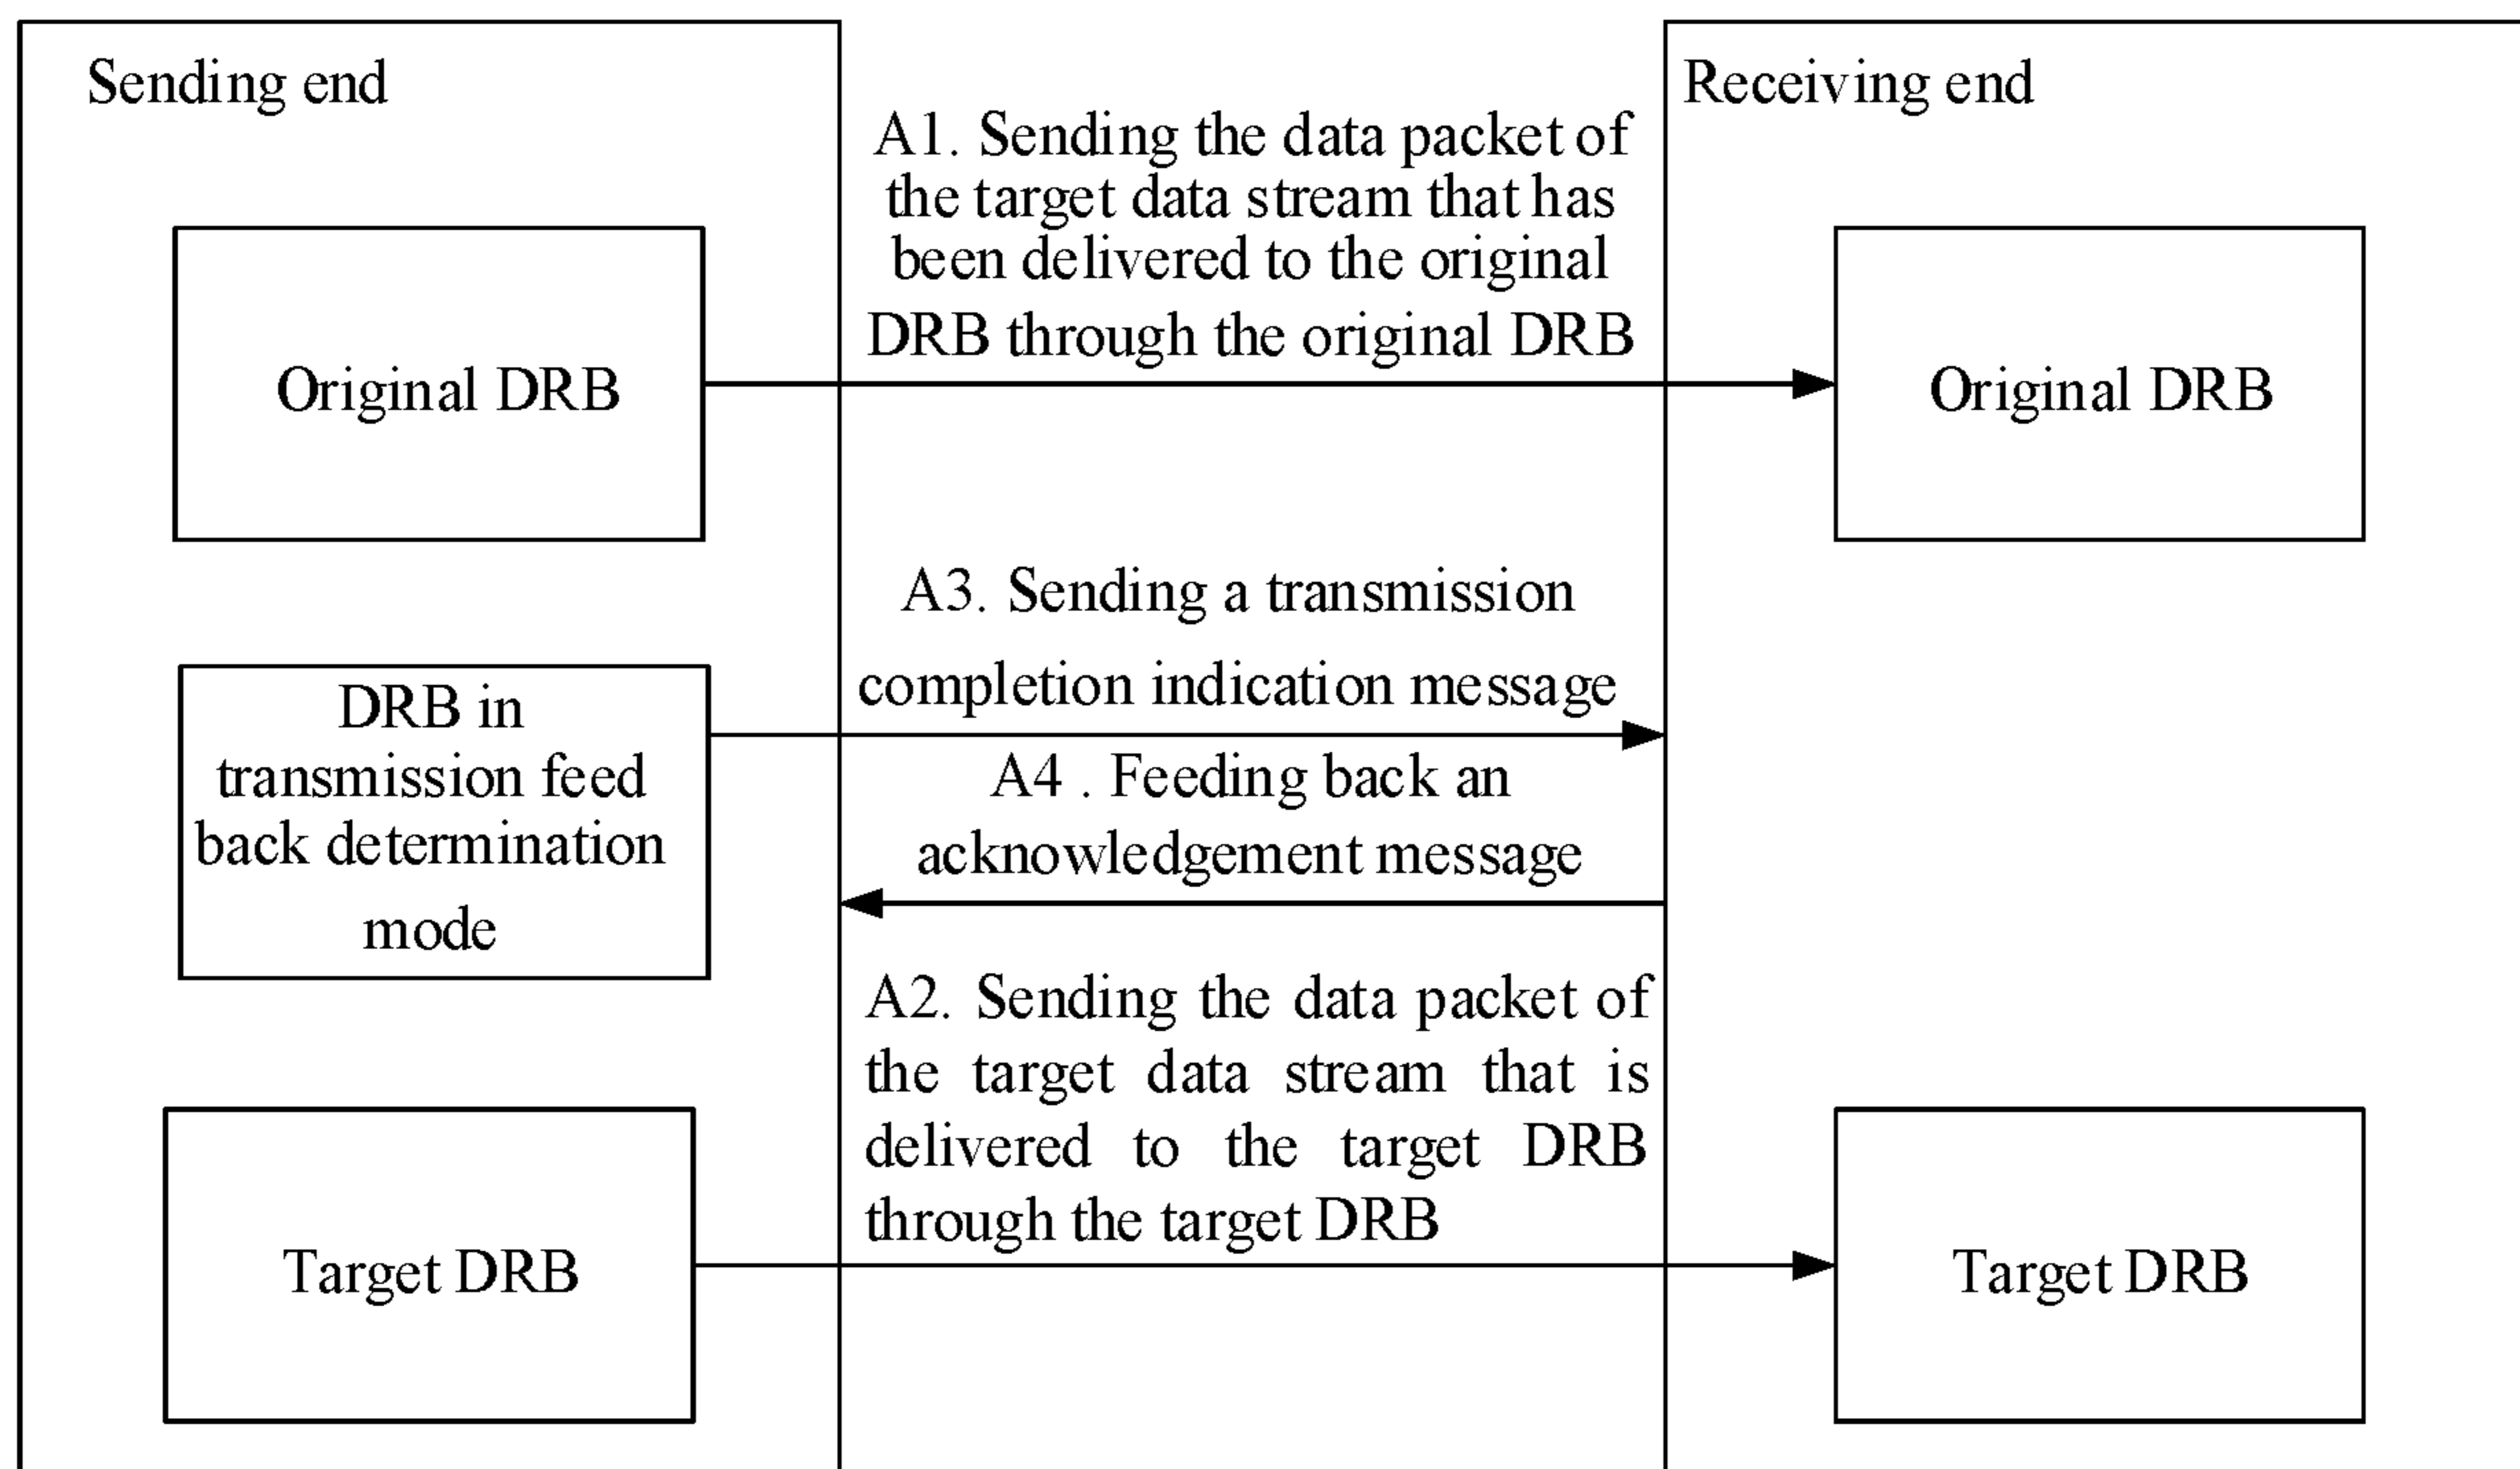 Sending end
Receiving end
A1. Sending the data packet of
the target data stream that has
been delivered to the original
DRB through the original DRB
Original DRB
Original DRB
A3. Sending a transmission
completion indication message
DRB in
transmission feed
back determination
mode
A4 . Feeding back an
acknowledgement message
A2. Sending the data packet of
the target data stream that is
delivered to the target DRB
through the target DRB
Target DRB
Target DRB